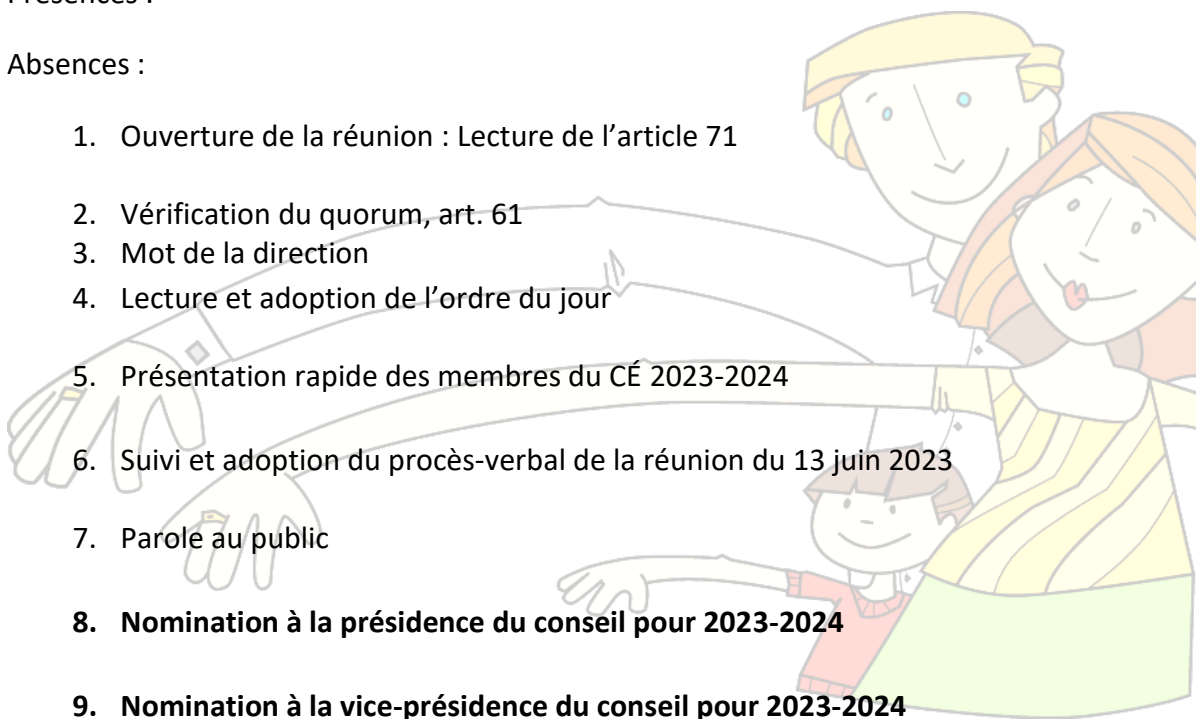 Absences :
1. Ouverture de la réunion : Lecture de l’article 71
2. Vérification du quorum, art. 61
3. Mot de la direction
4. Lecture et adoption de l’ordre du jour
5. Présentation rapide des membres du CÉ 2023-2024
6. Suivi et adoption du procès-verbal de la réunion du 13 juin 2023
7. Parole au public
8. Nomination à la présidence du conseil pour 2023-2024
9. Nomination à la vice-présidence du conseil pour 2023-2024